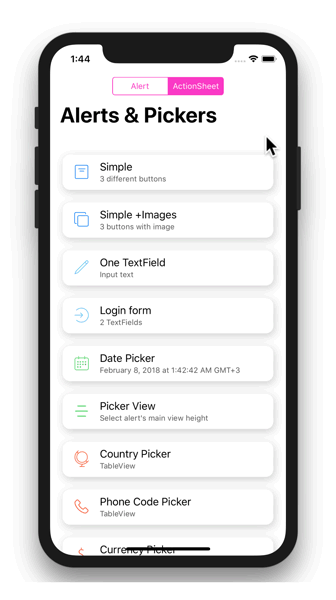 1:44
Alert
ActionSheet
Alerts & Pickers
Simple
3 different buttons
Simple +Images
3 buttons with image
One TextField
Input text
Login form
2 TextFields
Date Picker
February 8, 2018 at 1:42:42 AM GMT+3
Picker View
Select alert's main view height
Country Picker
TableView
Phone Code Picker
TableView
Currency Picker